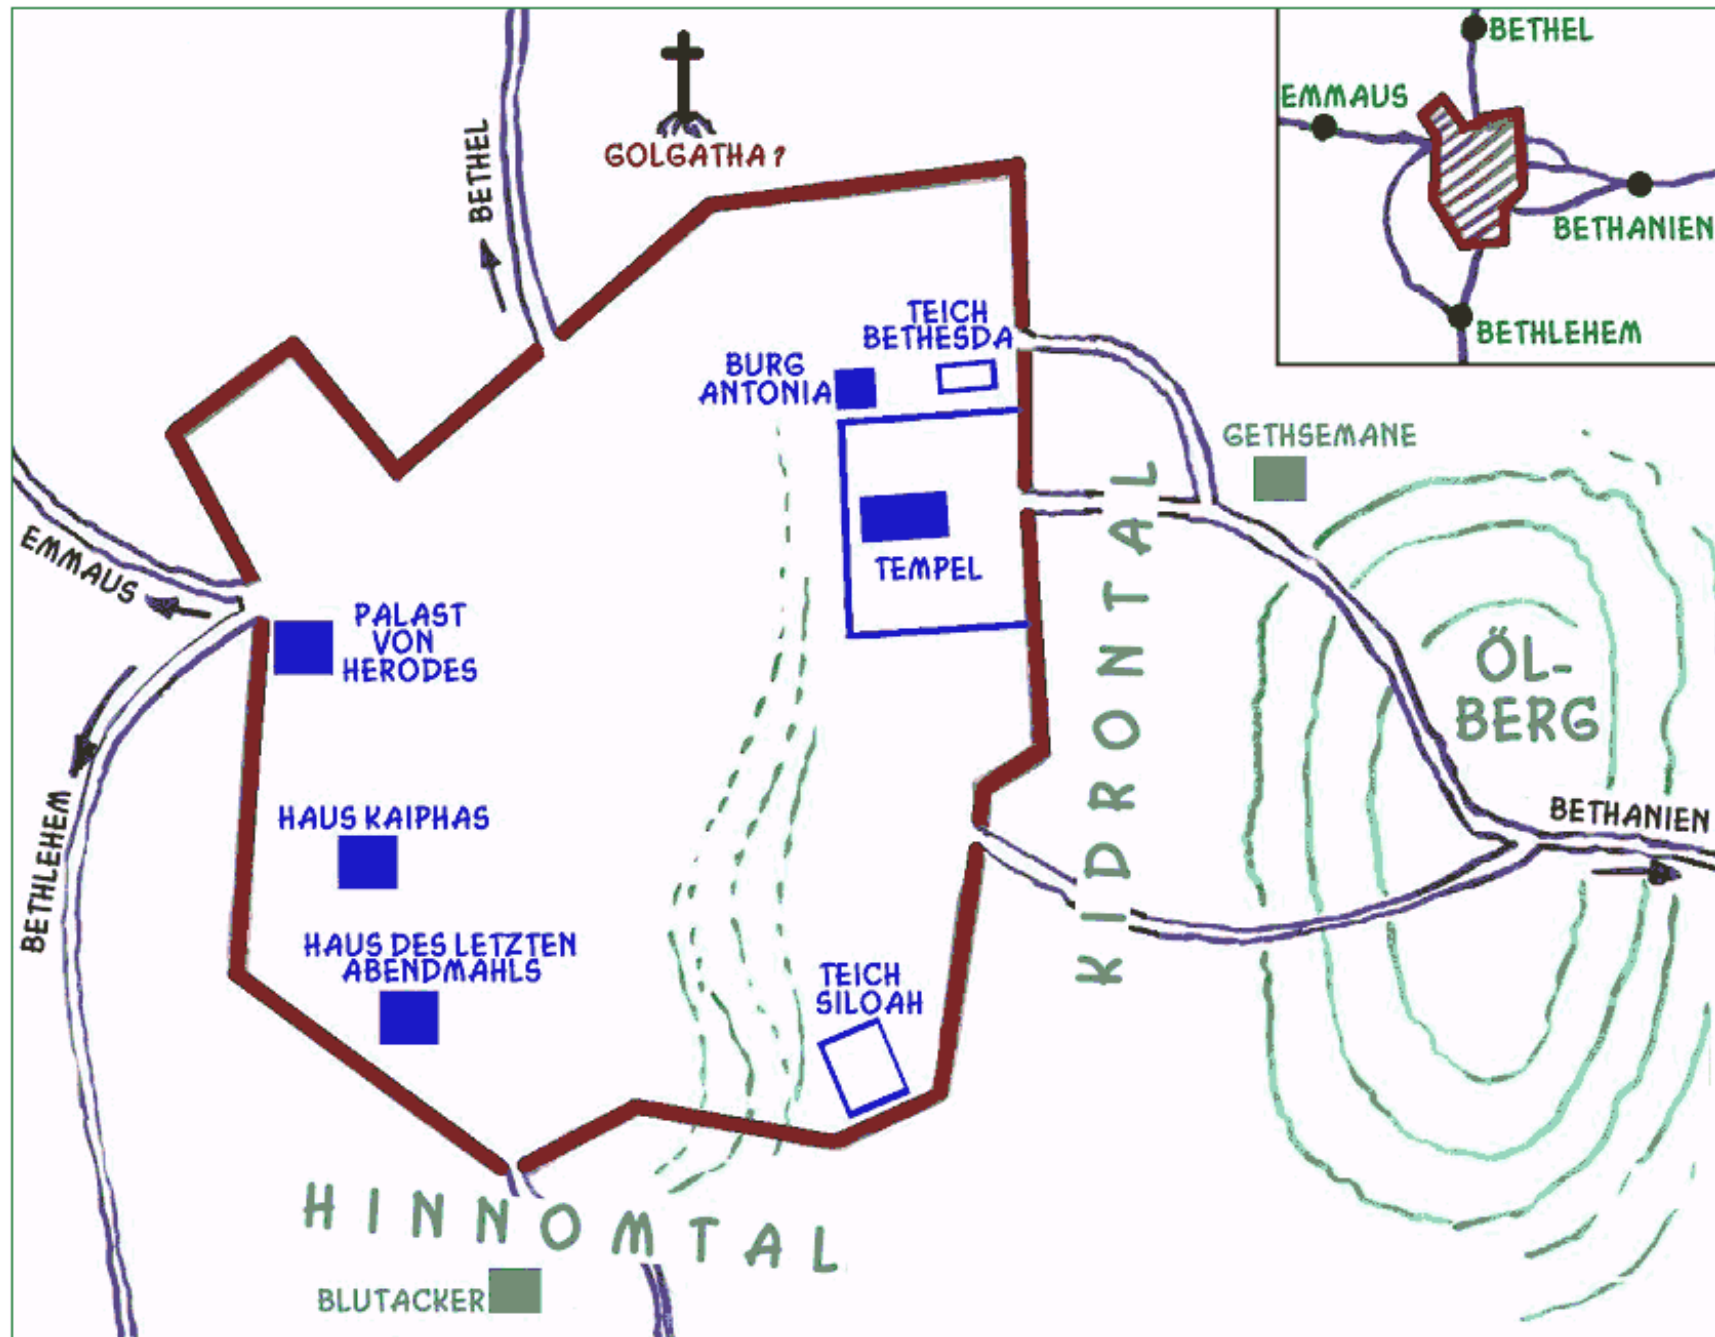 BETHEL
EMMAUS
BETHANIEN
BETHLEHEM
GOLGATHA?
BETHEL
TEICH
BETHESDA
BURG
ANTONIA
GETHSEMANE
TEMPEL
KIDRONTAL
ÖL-
BERG
EMMAUS
PALAST
VON
HERODES
BETHLEHEM
HAUS KAIPHAS
BETHANIEN
HAUS DES LETZTEN
ABENDMAHLS
TEICH
SILOAH
HINNOMTAL
BLUTACKER